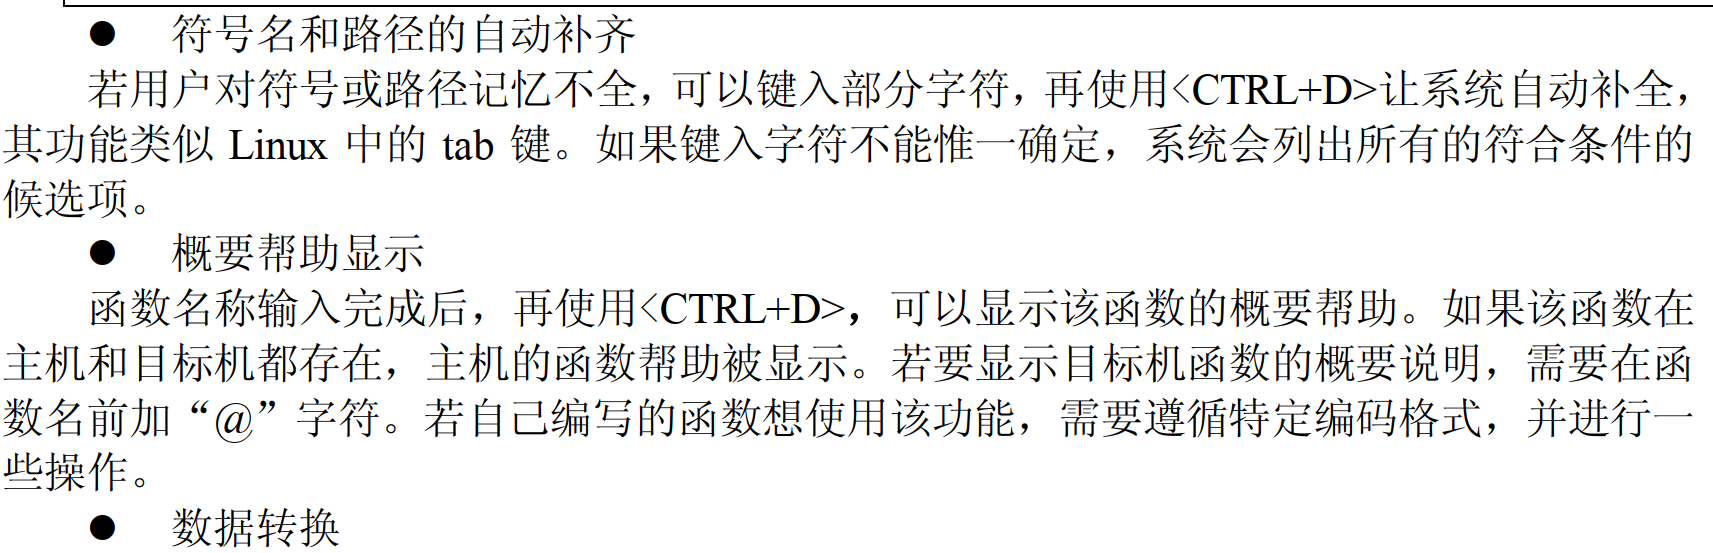 ● 符号名和路径的自动补齐
若用户对符号或路径记忆不全，可以键入部分字符，再使用<CTRL+D>让系统自动补全，
其功能类似 Linux 中的 tab 键。如果键入字符不能惟一确定，系统会列出所有的符合条件的
候选项。
● 概要帮助显示
函数名称输入完成后，再使用<CTRL+D>，可以显示该函数的概要帮助。如果该函数在
主机和目标机都存在，主机的函数帮助被显示。若要显示目标机函数的概要说明，需要在函
数名前加“@”字符。若自己编写的函数想使用该功能，需要遵循特定编码格式，并进行一
些操作。
● 数据转换